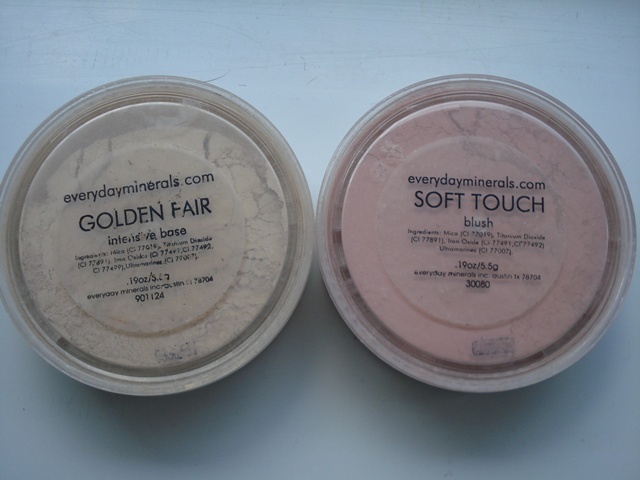 everydayminerals.com
GOLDEN FAIR
intensive base
Ingredients: Mica (CI 77019), Titanium Dioxide
(CI 77891), Iron Oxides (CI 77491, CI 77492,
CI 77499), Ultramarines (CI 77007).
.19oz/5.5g
everyday minerals inc. austin tx 78704
901124
everydayminerals.com
SOFT TOUCH
blush
Ingredients: Mica (CI 77019), Titanium Dioxide
(CI 77891), Iron Oxide (CI 77491, CI77492)
Ultramarines (CI 77007).
.19oz/5.5g
everyday minerals inc. austin tx 78704
30080